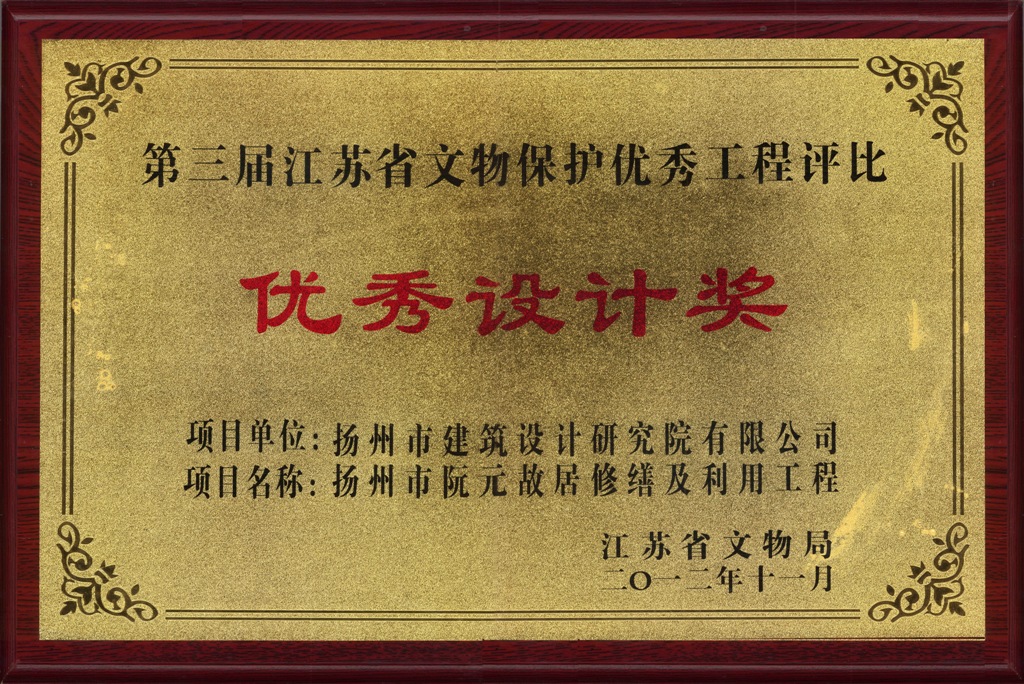 第三届江苏省文物保护优秀工程评比
优秀设计奖
项目单位：扬州市建筑设计研究院有限公司
项目名称：扬州市阮元故居修缮及利用工程
江苏省文物局
二〇一二年十一月